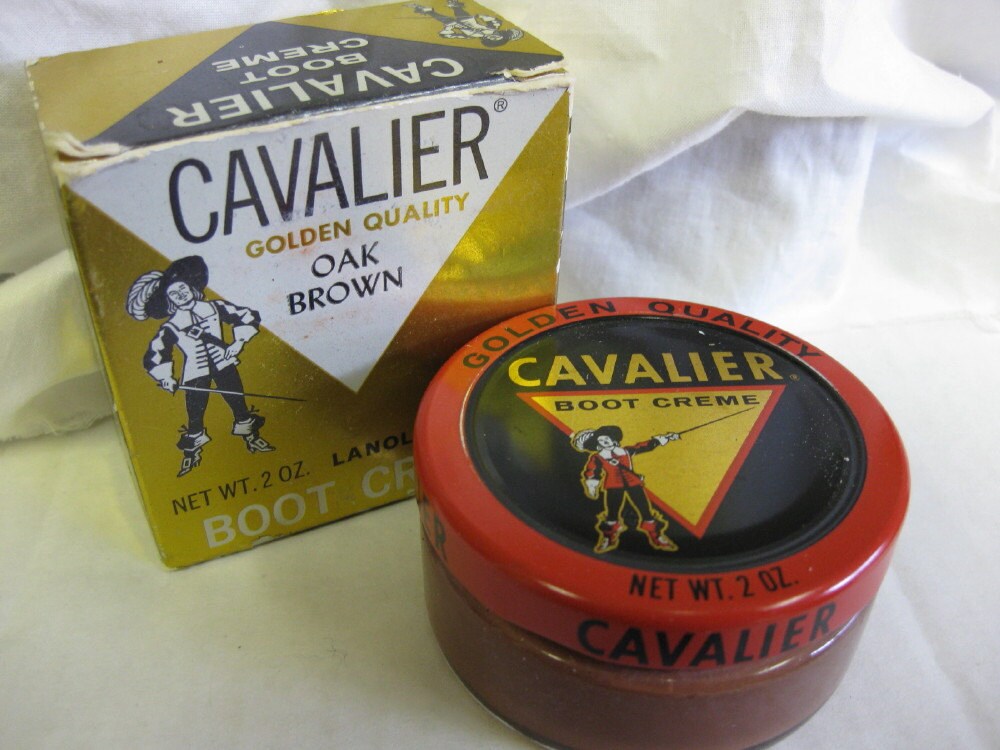 CAVALIER
BOOT
CREME
CAVALIER®
GOLDEN QUALITY
OAK
BROWN
NET WT. 2 OZ.
GOLDEN QUALITY
CAVALIER
BOOT CREME
NET WT. 2 OZ.
CAVALIER
BOOT